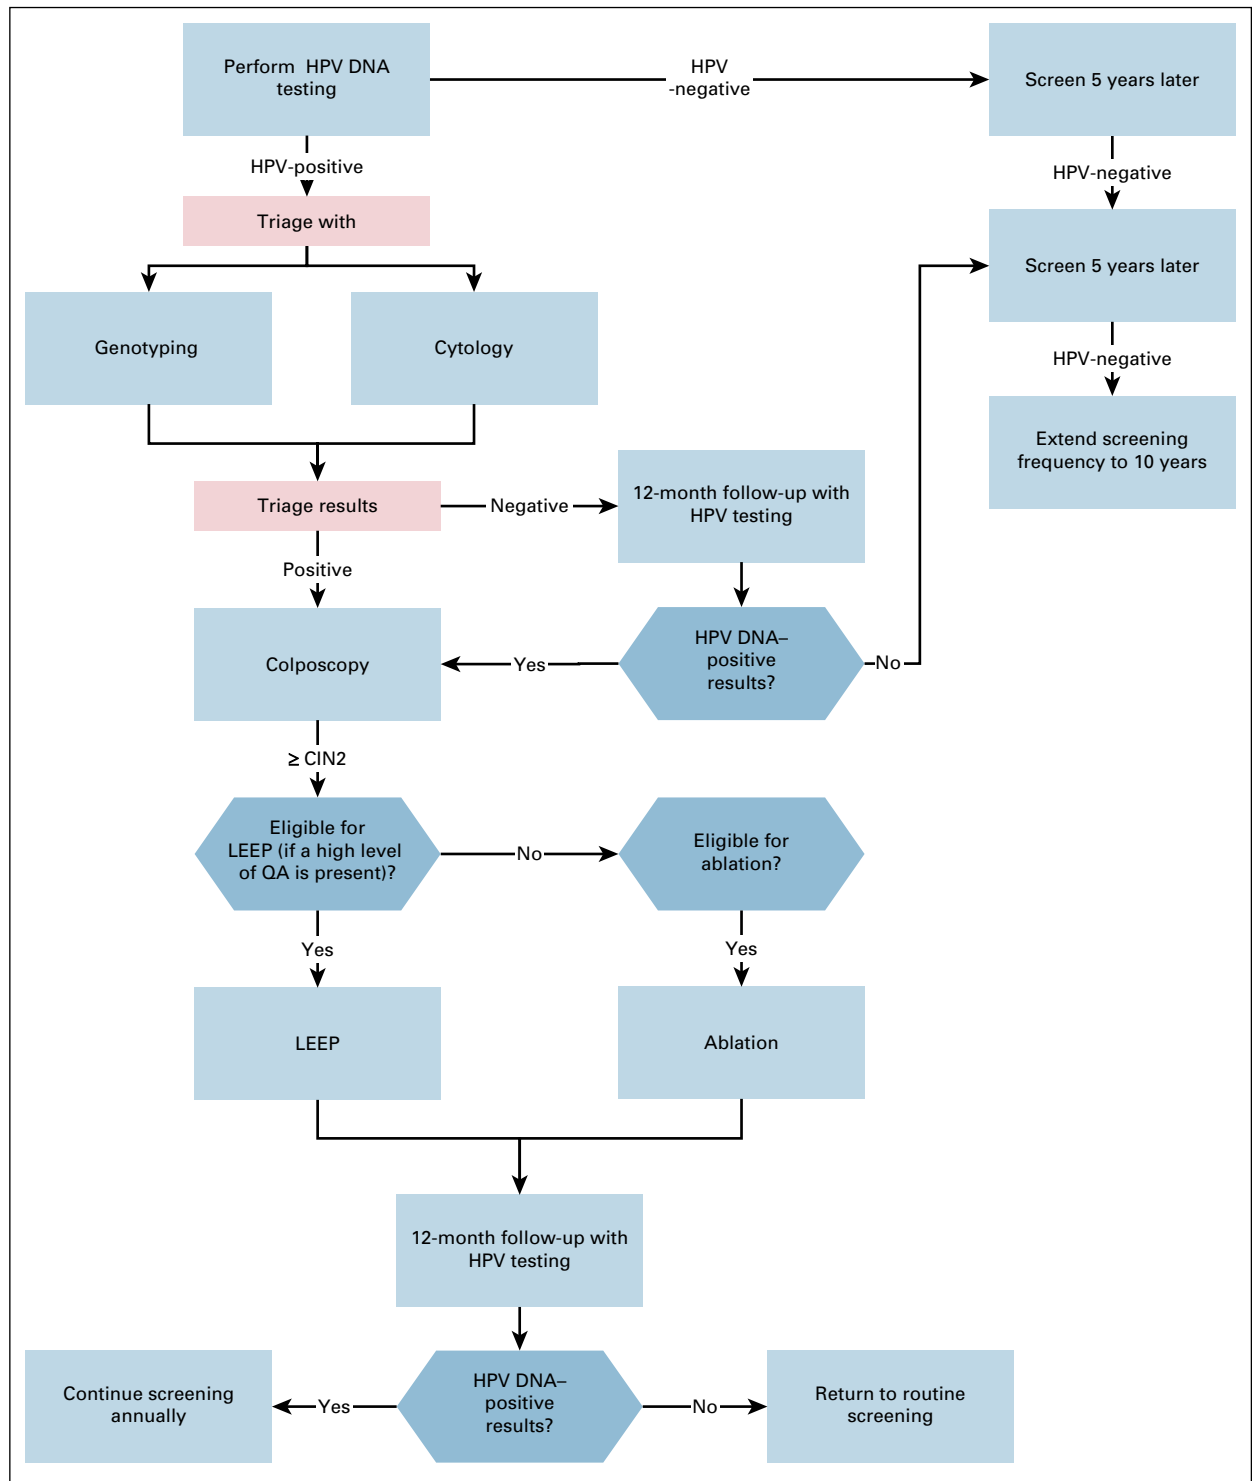 Perform HPV DNA
testing
HPV
-negative
Screen 5 years later
HPV-positive
HPV-negative
Triage with
Screen 5 years later
Genotyping
Cytology
HPV-negative
Extend screening
frequency to 10 years
Triage results
Negative
12-month follow-up with
HPV testing
Positive
Colposcopy
Yes
HPV DNA–
positive
results?
No
≥ CIN2
Eligible for
LEEP (if a high level
of QA is present)?
No
Eligible for
ablation?
Yes
Yes
LEEP
Ablation
12-month follow-up with
HPV testing
Continue screening
annually
Yes
HPV DNA–
positive
results?
No
Return to routine
screening